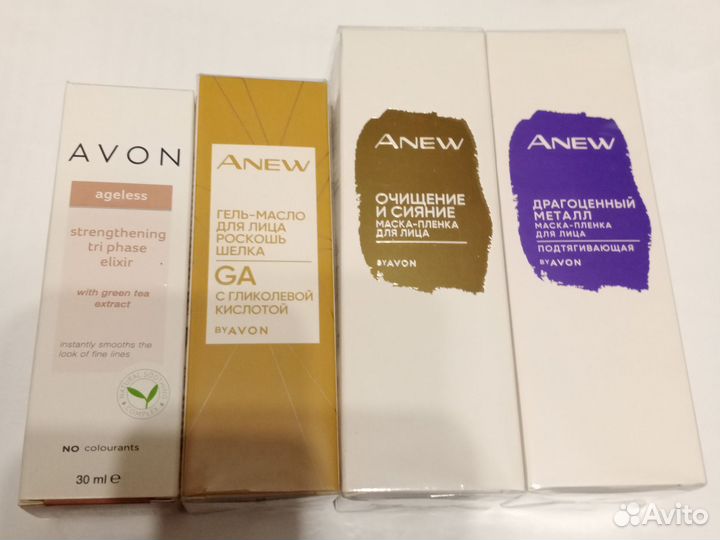 AVON
ageless
strengthening
tri phase
elixir
with green tea
extract
instantly smooths the
look of fine lines
NO colourants
30 ml e
ANEW
ГЕЛЬ-МАСЛО
ДЛЯ ЛИЦА
РОСКОШЬ
ШЕЛКА
GA
С ГЛИКОЛЕВОЙ
КИСЛОТОЙ
BY AVON
ANEW
ОЧИЩЕНИЕ
И СИЯНИЕ
МАСКА-ПЛЕНКА
ДЛЯ ЛИЦА
BY AVON
ANEW
ДРАГОЦЕННЫЙ
МЕТАЛЛ
МАСКА-ПЛЕНКА
ДЛЯ ЛИЦА
ПОДТЯГИВАЮЩАЯ
BY AVON
Avito